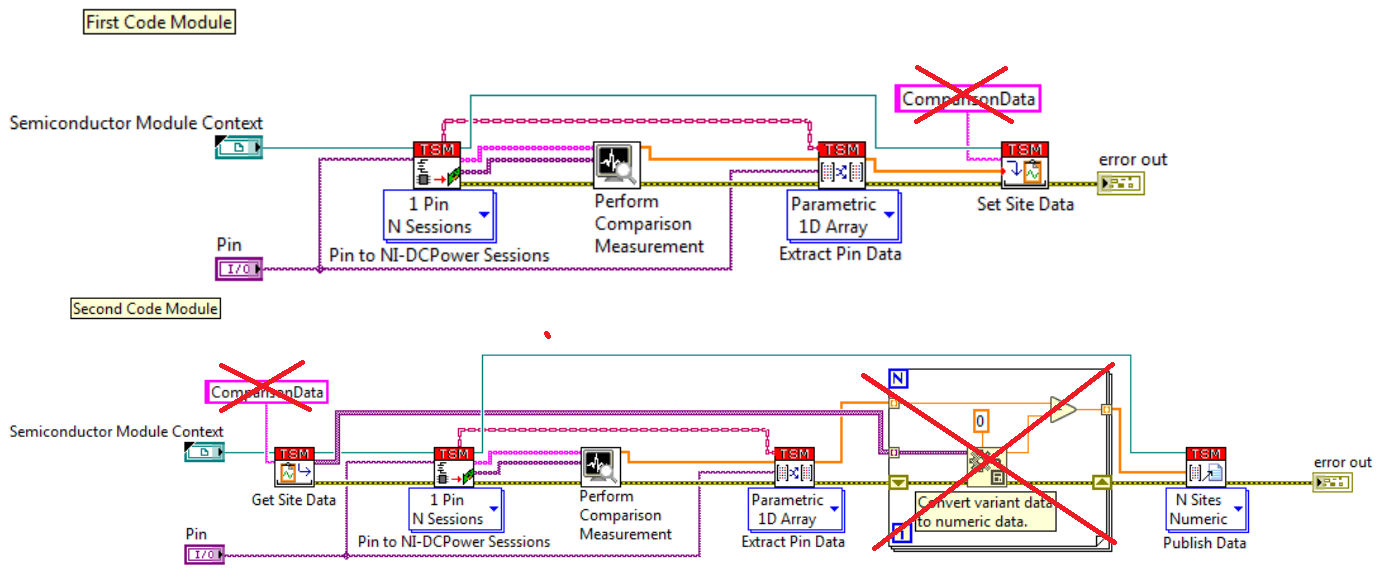 First Code Module
ComparisonData
Semiconductor Module Context
TSM
TSM
TSM
error out
1 Pin
N Sessions
Perform
Comparison
Measurement
Parametric
1D Array
Set Site Data
Pin
I/O
Pin to NI-DCPower Sessions
Extract Pin Data
Second Code Module
N
ComparisonData
0
Semiconductor Module Context
TSM
TSM
TSM
TSM
error out
Get Site Data
1 Pin
N Sessions
Perform
Comparison
Measurement
Parametric
1D Array
Convert variant data
to numeric data.
N Sites
Numeric
Pin
I/O
Pin to NI-DCPower Sesssions
Extract Pin Data
i
Publish Data